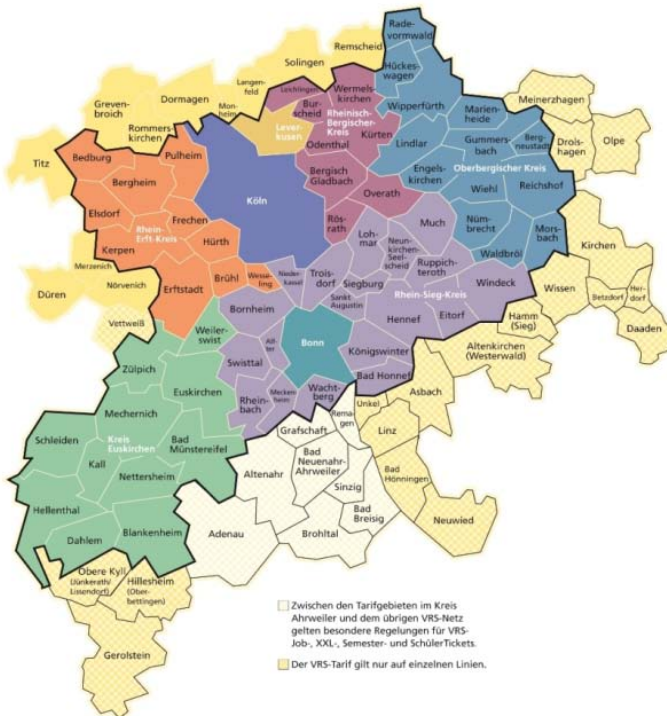 Rade-
vormwald
Remscheid
Solingen
Hückes-
wagen
Langen-
feld
Leichlingen
Wermels-
kirchen
Dormagen
Mon-
heim
Bur-
scheid
Rheinisch-
Bergischer-
Kreis
Wipperfürth
Marien-
heide
Meinerzhagen
Greven-
broich
Rommers-
kirchen
Lever-
kusen
Kürten
Gummers-
bach
Berg-
neustadt
Drols-
hagen
Olpe
Titz
Bedburg
Pulheim
Odenthal
Lindlar
Oberbergischer Kreis
Bergheim
Bergisch
Gladbach
Engels-
kirchen
Wiehl
Reichshof
Köln
Overath
Elsdorf
Frechen
Rhein-
Erft-Kreis
Rös-
rath
Much
Nüm-
brecht
Mors-
bach
Hürth
Loh-
mar
Neun-
kirchen-
Seel-
scheid
Kerpen
Waldbröl
Kirchen
Merzenich
Brühl
Wesse-
ling
Nieder-
kassel
Trois-
dorf
Siegburg
Ruppich-
teroth
Windeck
Wissen
Betzdorf
Her-
dorf
Düren
Nörvenich
Erftstadt
Sankt
Augustin
Rhein-Sieg-Kreis
Vettweiß
Bornheim
Hennef
Eitorf
Hamm
(Sieg)
Daaden
Weiler-
swist
Alf-
ter
Bonn
Altenkirchen
(Westerwald)
Zülpich
Swisttal
Königswinter
Euskirchen
Bad Honnef
Asbach
Mechernich
Rhein-
bach
Mecken-
heim
Wacht-
berg
Unkel
Schleiden
Kreis
Euskirchen
Bad
Münstereifel
Grafschaft
Rema-
gen
Linz
Kall
Nettersheim
Altenahr
Bad
Neuenahr-
Ahrweiler
Sinzig
Bad
Hönningen
Hellenthal
Blankenheim
Adenau
Bad
Breisig
Neuwied
Dahlem
Brohltal
Obere Kyll
(Jünkerath/
Lissendorf)
Hillesheim
(Ober-
bettingen)
Gerolstein
Zwischen den Tarifgebieten im Kreis
Ahrweiler und dem übrigen VRS-Netz
gelten besondere Regelungen für VRS-
Job-, XXL-, Semester- und SchülerTickets.
Der VRS-Tarif gilt nur auf einzelnen Linien.